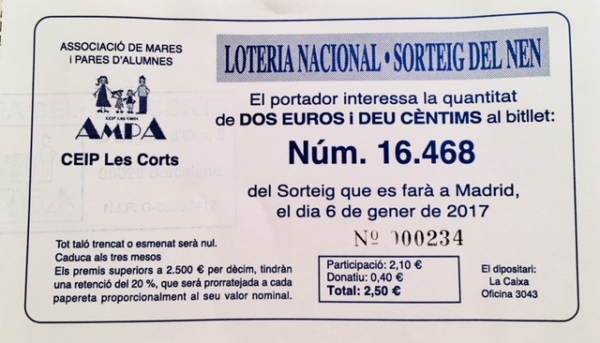 ASSOCIACIÓ DE MARES
i PARES D'ALUMNES
CEIP Les Corts
AMPA
CEIP Les Corts
LOTERIA NACIONAL • SORTEIG DEL NEN
El portador interessa la quantitat
de DOS EUROS i DEU CÈNTIMS al bitllet:
Núm. 16.468
del Sorteig que es farà a Madrid,
el dia 6 de gener de 2017
Nº 000234
Tot taló trencat o esmenat serà nul.
Caduca als tres mesos
Els premis superiors a 2.500 € per dècim, tindràn
una retenció del 20 %, que serà prorratejada a cada
papereta proporcionalment al seu valor nominal.
Participació: 2,10 €
Donatiu: 0,40 €
Total: 2,50 €
El dipositari:
La Caixa
Oficina 3043